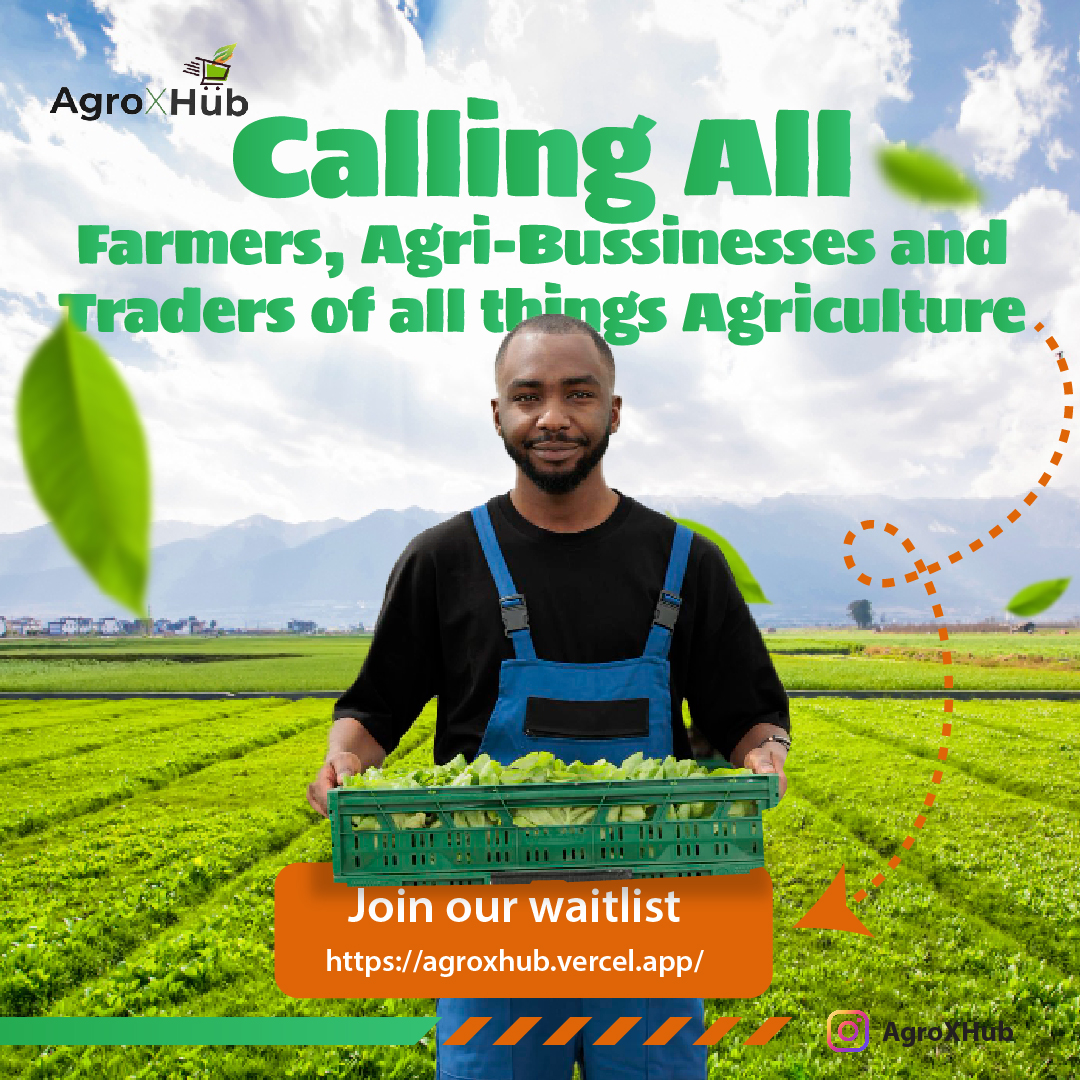 AgroXHub
Calling All
Farmers, Agri-Bussinesses and
Traders of all things Agriculture
Join our waitlist
https://agroxhub.vercel.app/
AgroXHub